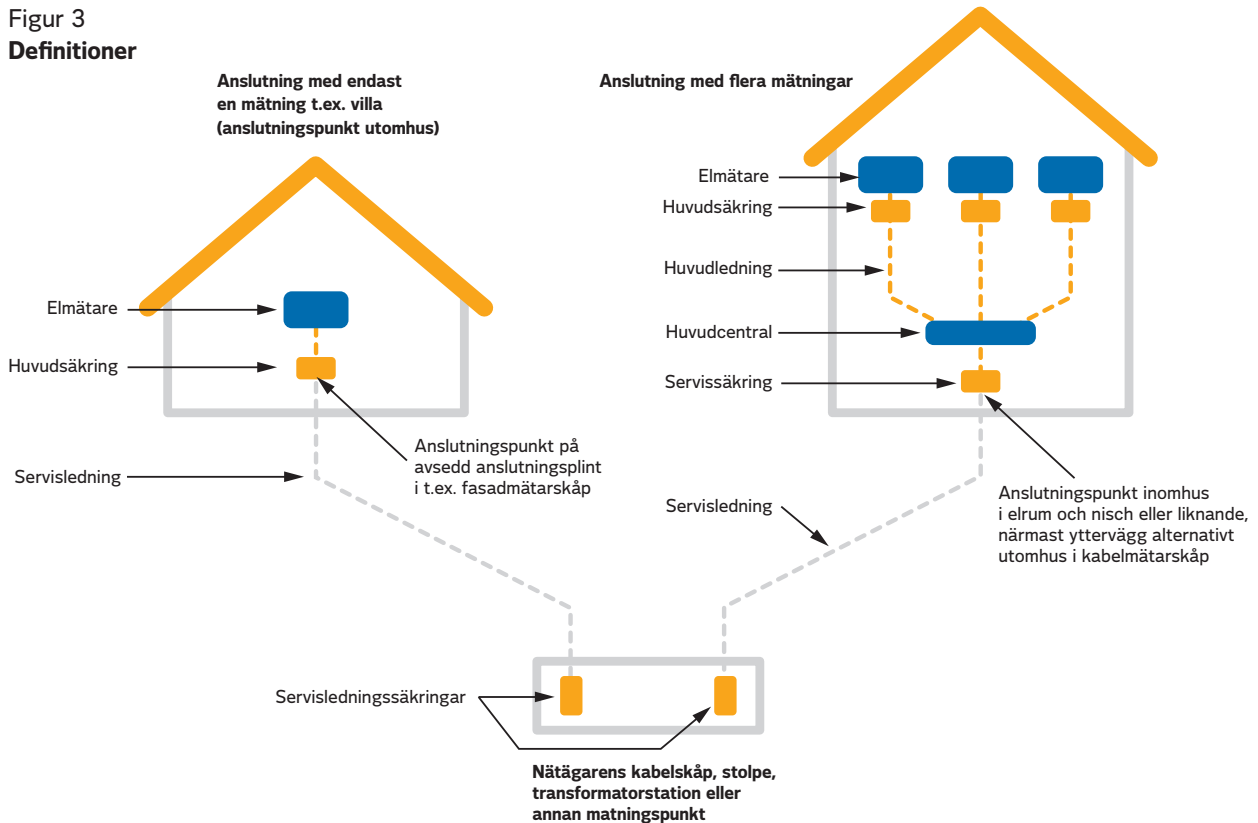 Figur 3
Definitioner
Anslutning med endast
en mätning t.ex. villa
(anslutningspunkt utomhus)
Elmätare
Huvudsäkring
Servisledning
Anslutningspunkt på
avsedd anslutningsplint
i t.ex. fasadmätarskåp
Anslutning med flera mätningar
Elmätare
Huvudsäkring
Huvudledning
Huvudcentral
Servissäkring
Servisledning
Anslutningspunkt inomhus
i elrum och nisch eller liknande,
närmast yttervägg alternativt
utomhus i kabelmätarskåp
Servisledningssäkringar
Nätägarens kabelskåp, stolpe,
transformatorstation eller
annan matningspunkt